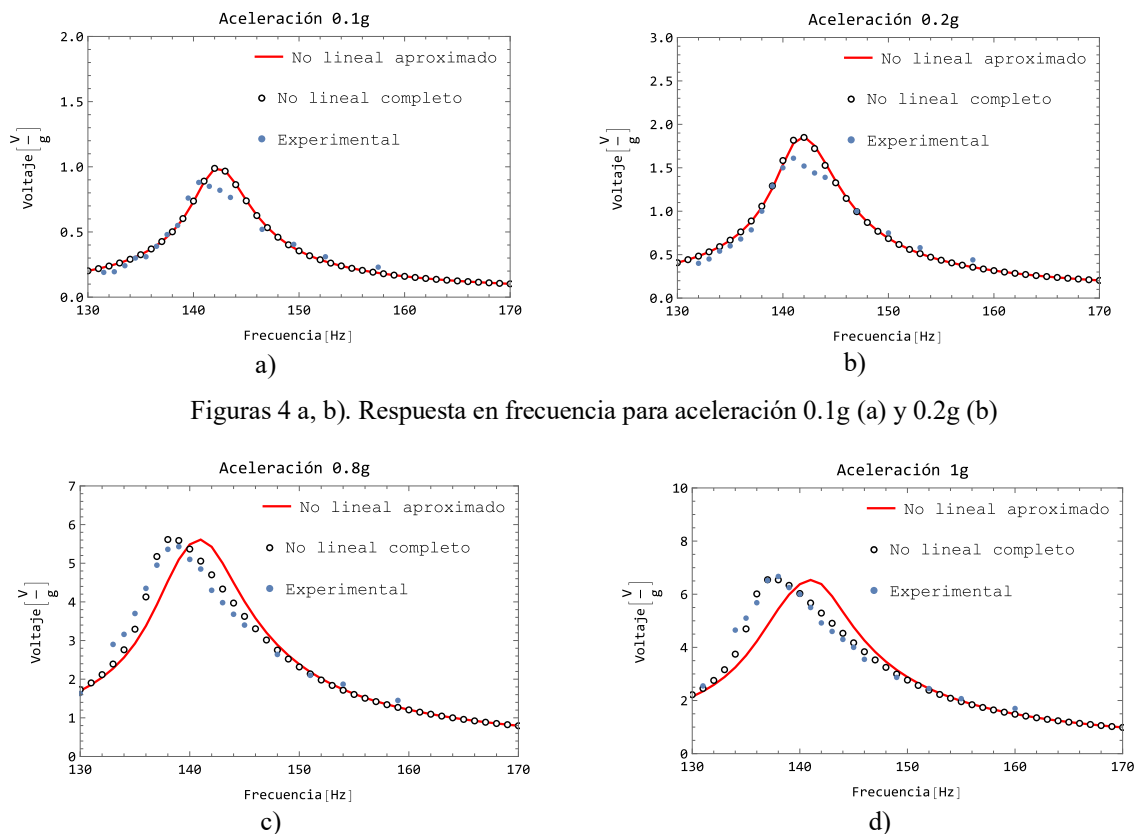 Aceleración 0.1g
2.0
1.5
1.0
0.5
0.0
130 140 150 160 170
Voltaje[V/g]
Frecuencia[Hz]
No lineal aproximado
No lineal completo
Experimental
a)
Aceleración 0.2g
3.0
2.5
2.0
1.5
1.0
0.5
0.0
130 140 150 160 170
Voltaje[V/g]
Frecuencia[Hz]
No lineal aproximado
No lineal completo
Experimental
b)
Figuras 4 a, b). Respuesta en frecuencia para aceleración 0.1g (a) y 0.2g (b)
Aceleración 0.8g
7
6
5
4
3
2
1
0
130 140 150 160 170
Voltaje[V/g]
Frecuencia[Hz]
No lineal aproximado
No lineal completo
Experimental
c)
Aceleración 1g
10
8
6
4
2
0
130 140 150 160 170
Voltaje[V/g]
Frecuencia[Hz]
No lineal aproximado
No lineal completo
Experimental
d)